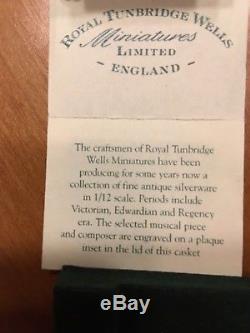 ROYAL TUNBRIDGE WELLS
Miniatures
LIMITED
- ENGLAND -
The craftsmen of Royal Tunbridge
Wells Miniatures have been
producing for some years now a
collection of fine antique silverware
in 1/12 scale. Periods include
Victorian, Edwardian and Regency
era. The selected musical piece
and composer are engraved on a plaque
inset in the lid of this casket
ebay